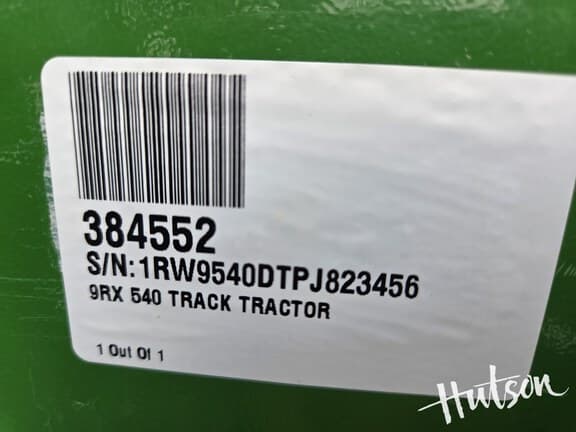 384552
S/N:1RW9540DTPJ823456
9RX 540 TRACK TRACTOR
1 Out Of 1
Hutson